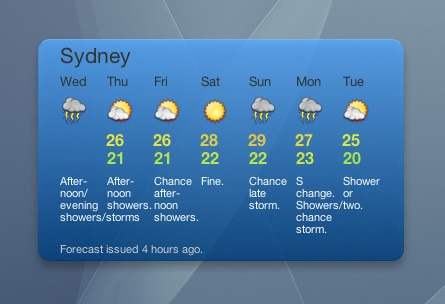 Sydney
Wed Thu Fri Sat Sun Mon Tue
26 26 28 29 27 25
21 21 22 22 23 20
After- After- Chance Fine. Chance S Shower
noon/ noon after- late change. or
evening showers. noon storm. Showers/two.
showers/storms showers. chance
storm.
Forecast issued 4 hours ago.